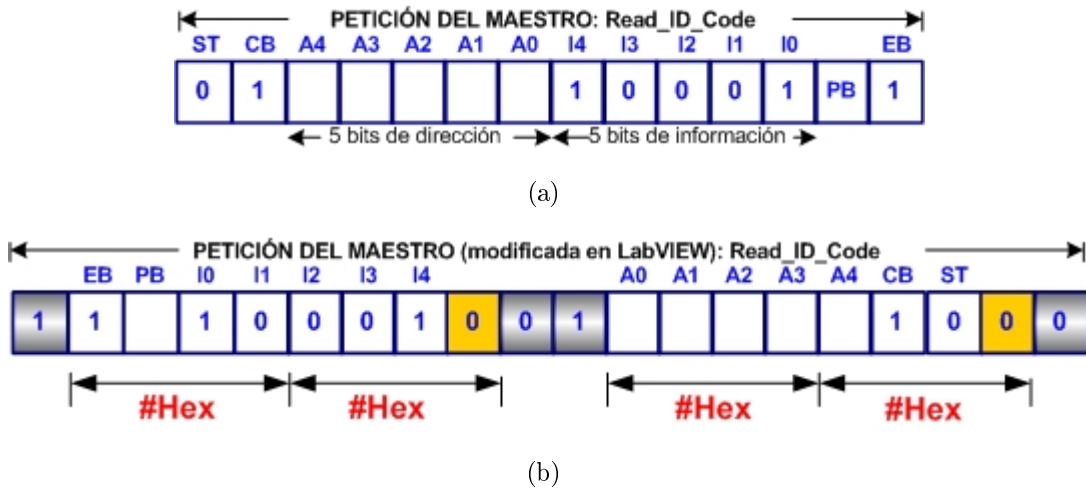 PETICIÓN DEL MAESTRO: Read_ID_Code
ST CB A4 A3 A2 A1 A0 I4 I3 I2 I1 I0 EB
0 1 1 0 0 0 1 PB 1
5 bits de dirección 5 bits de información
(a)
PETICIÓN DEL MAESTRO (modificada en LabVIEW): Read_ID_Code
EB PB I0 I1 I2 I3 I4 A0 A1 A2 A3 A4 CB ST
1 1 1 0 0 0 1 0 0 1 1 0 0 0
#Hex #Hex #Hex #Hex
(b)